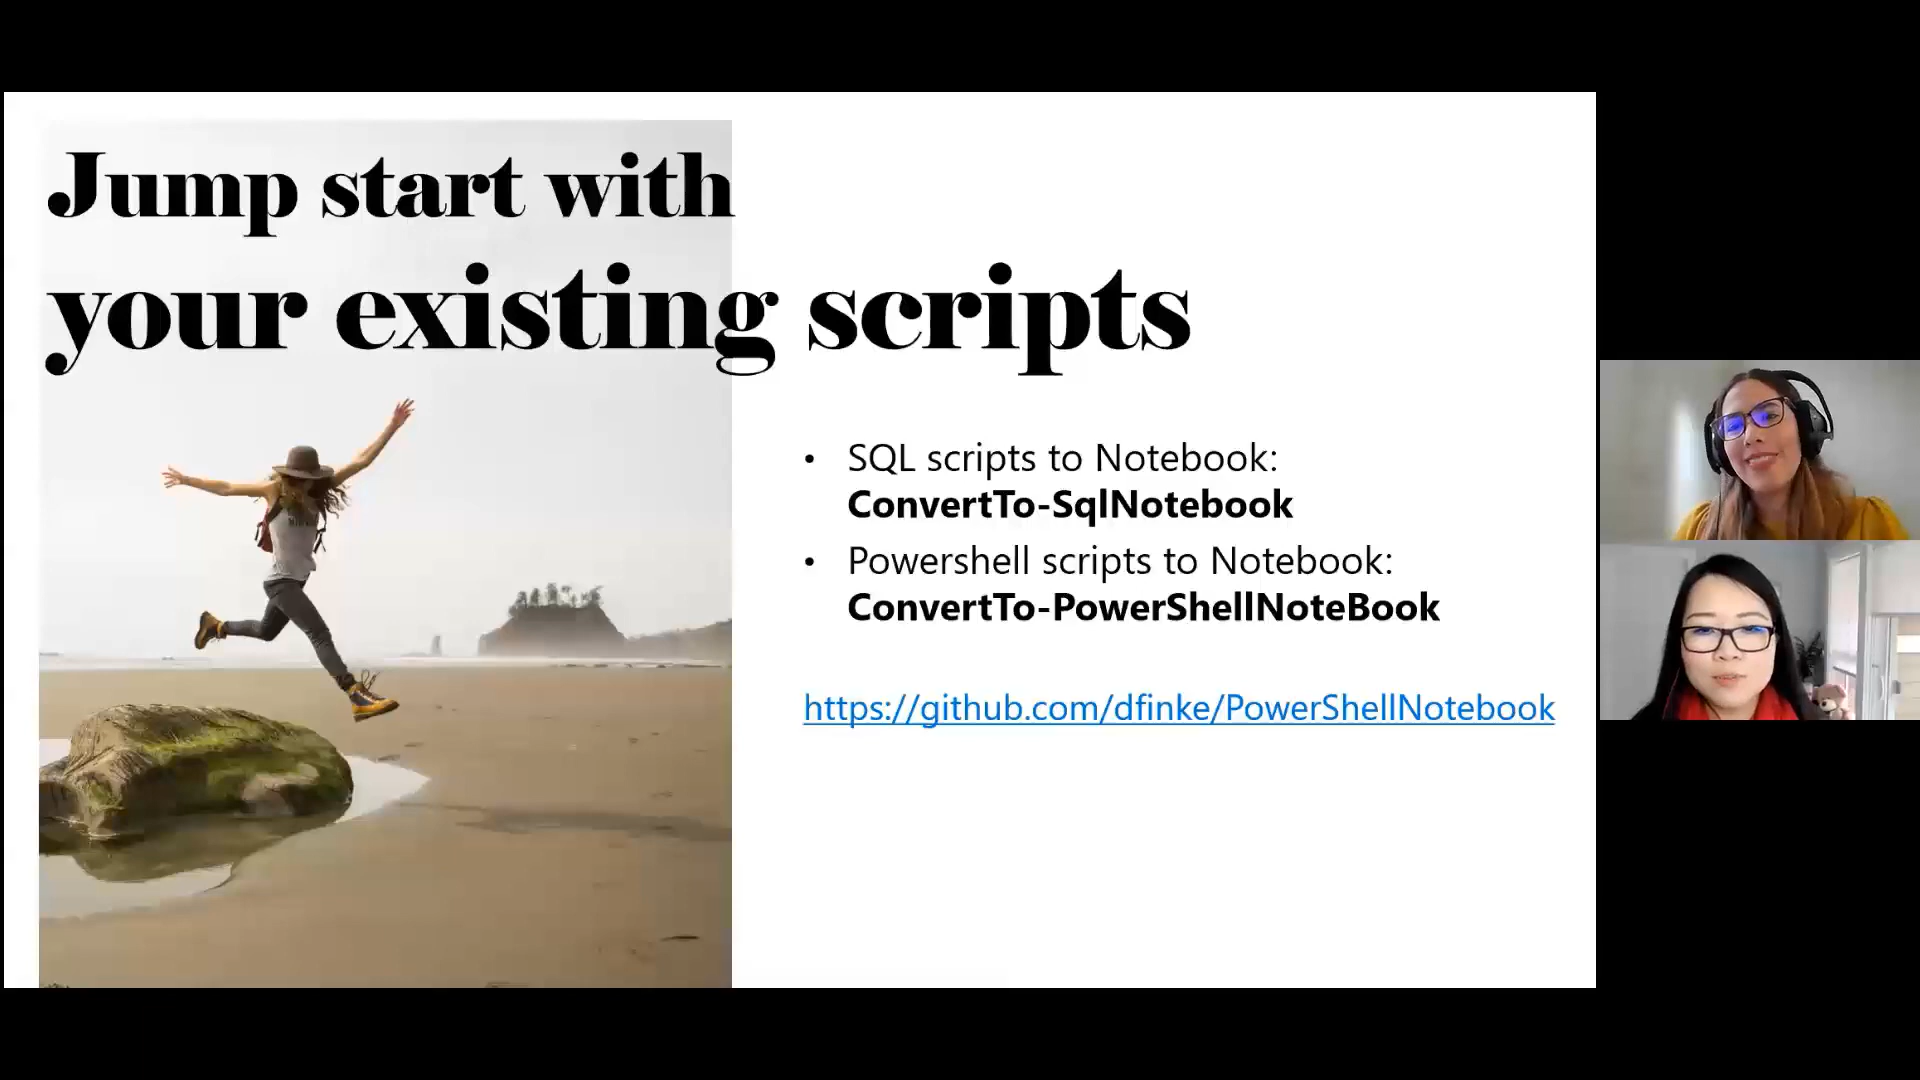 Jump start with
your existing scripts
• SQL scripts to Notebook:
ConvertTo-SqlNotebook
• Powershell scripts to Notebook:
ConvertTo-PowerShellNoteBook
https://github.com/dfinke/PowerShellNotebook